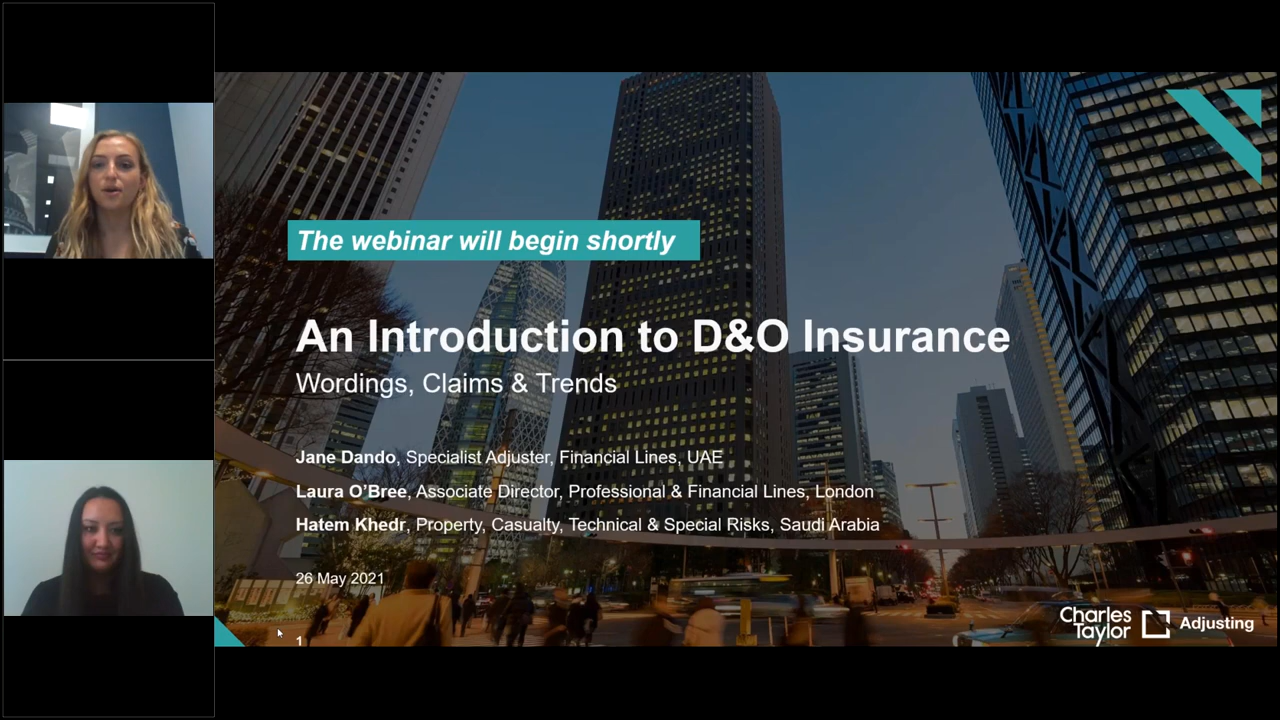 The webinar will begin shortly
An Introduction to D&O Insurance
Wordings, Claims & Trends
Jane Dando, Specialist Adjuster, Financial Lines, UAE
Laura O’Bree, Associate Director, Professional & Financial Lines, London
Hatem Khedr, Property, Casualty, Technical & Special Risks, Saudi Arabia
26 May 2021
1
Charles
Taylor
Adjusting